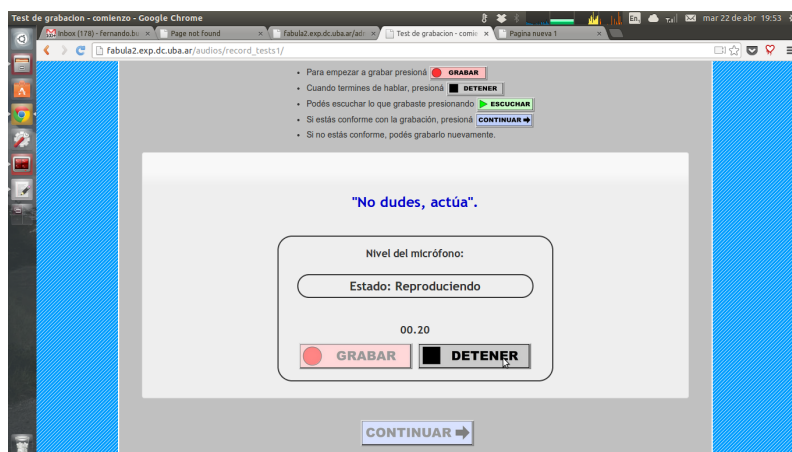 Test de grabacion - comienzo - Google Chrome
En
mar 22 de abr 19:53
Inbox (178) - Fernando.bu
Page not found
fabula2.exp.dc.uba.ar/adm
Test de grabacion - comie
Pagina nueva 1
fabula2.exp.dc.uba.ar/audios/record_tests1/
• Para empezar a grabar presioná GRABAR
• Cuando termines de hablar, presioná DETENER
• Podés escuchar lo que grabaste presionando ESCUCHAR
• Si estás conforme con la grabación, presioná CONTINUAR
• Si no estás conforme, podés grabarlo nuevamente.
"No dudes, actúa".
Nivel del micrófono:
Estado: Reproduciendo
00.20
GRABAR DETENER
CONTINUAR